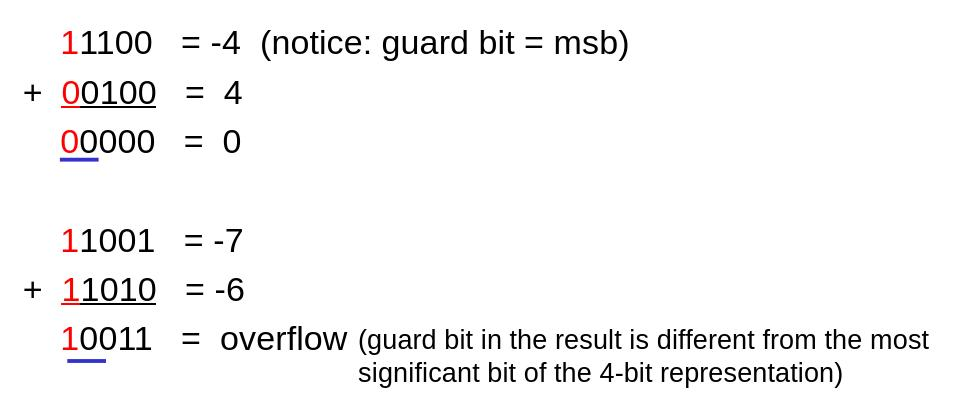 11100 = -4 (notice: guard bit = msb)
+ 00100 = 4
00000 = 0
11001 = -7
+ 11010 = -6
10011 = overflow (guard bit in the result is different from the most
significant bit of the 4-bit representation)